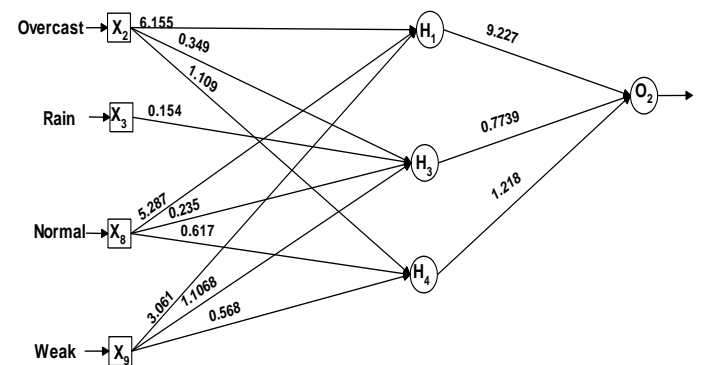 Overcast X2 6.155 H1 9.227
0.349
1.109
O2
Rain X3 0.154
0.7739
H3
1.218
5.287
0.235
Normal X8 0.617
H4
3.061
1.1068
0.568
Weak X9